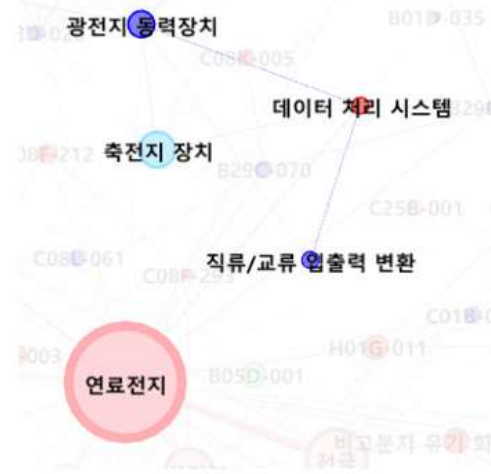 광전지 동력장치
B01D-035
C08K-005
데이터 처리 시스템
축전지 장치
B29C-070
C25B-001
직류/교류 입출력 변환
C08L-061
H01G-011
연료전지
B05D-001